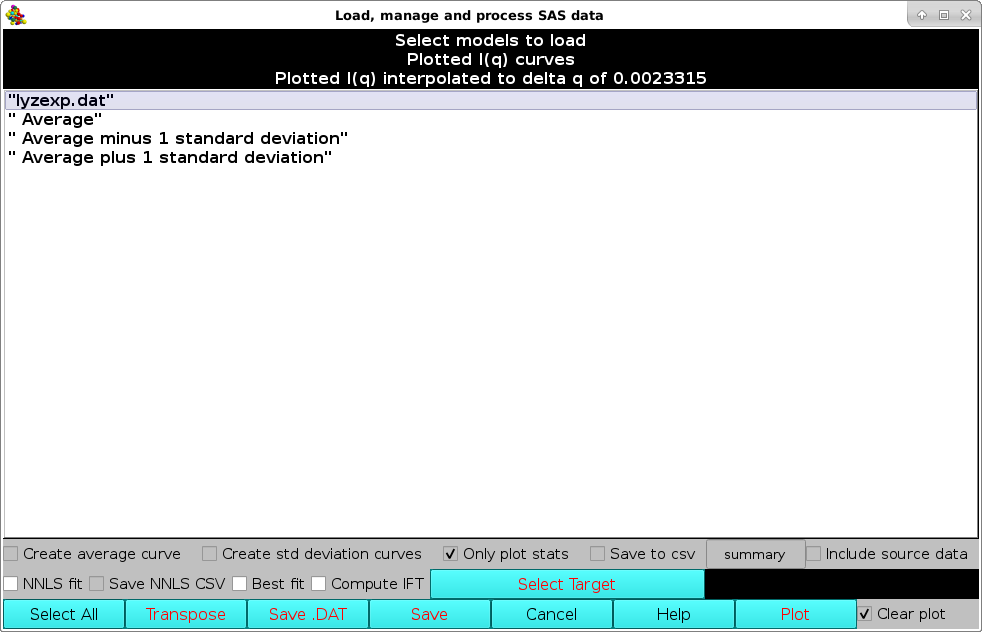 Load, manage and process SAS data
Select models to load
Plotted I(q) curves
Plotted I(q) interpolated to delta q of 0.0023315
"lyzexp.dat"
" Average"
" Average minus 1 standard deviation"
" Average plus 1 standard deviation"
Create average curve Create std deviation curves Only plot stats Save to csv summary Include source data
NNLS fit Save NNLS CSV Best fit Compute IFT Select Target
Select All Transpose Save .DAT Save Cancel Help Plot Clear plot